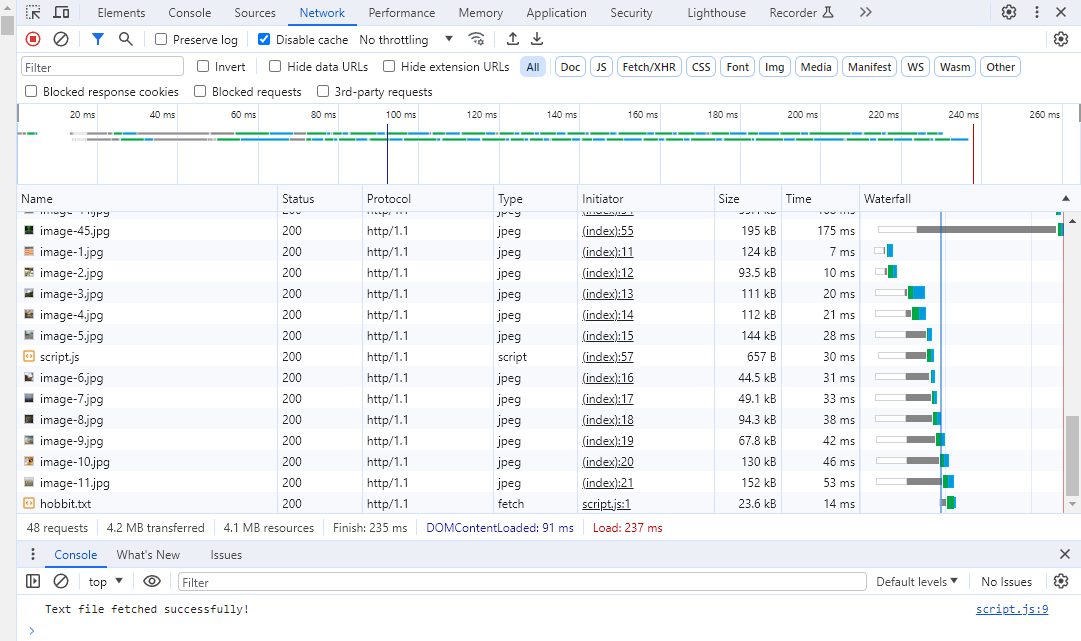 Elements Console Sources Network Performance Memory Application Security Lighthouse Recorder
Preserve log Disable cache No throttling
Filter Invert Hide data URLs Hide extension URLs All Doc JS Fetch/XHR CSS Font Img Media Manifest WS Wasm Other
Blocked response cookies Blocked requests 3rd-party requests
20 ms 40 ms 60 ms 80 ms 100 ms 120 ms 140 ms 160 ms 180 ms 200 ms 220 ms 240 ms 260 ms
Name Status Protocol Type Initiator Size Time Waterfall
image-45.jpg 200 http/1.1 jpeg (index):55 195 kB 175 ms
image-1.jpg 200 http/1.1 jpeg (index):11 124 kB 7 ms
image-2.jpg 200 http/1.1 jpeg (index):12 93.5 kB 10 ms
image-3.jpg 200 http/1.1 jpeg (index):13 111 kB 20 ms
image-4.jpg 200 http/1.1 jpeg (index):14 112 kB 21 ms
image-5.jpg 200 http/1.1 jpeg (index):15 144 kB 28 ms
script.js 200 http/1.1 script (index):57 657 B 30 ms
image-6.jpg 200 http/1.1 jpeg (index):16 44.5 kB 31 ms
image-7.jpg 200 http/1.1 jpeg (index):17 49.1 kB 33 ms
image-8.jpg 200 http/1.1 jpeg (index):18 94.3 kB 38 ms
image-9.jpg 200 http/1.1 jpeg (index):19 67.8 kB 42 ms
image-10.jpg 200 http/1.1 jpeg (index):20 130 kB 46 ms
image-11.jpg 200 http/1.1 jpeg (index):21 152 kB 53 ms
hobbit.txt 200 http/1.1 fetch script.js:1 23.6 kB 14 ms
48 requests 4.2 MB transferred 4.1 MB resources Finish: 235 ms DOMContentLoaded: 91 ms Load: 237 ms
Console What's New Issues
top Filter Default levels No Issues
Text file fetched successfully! script.js:9